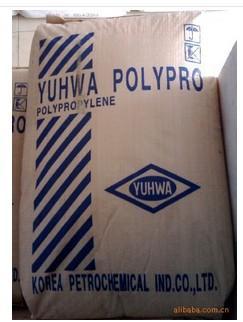 YUHWA POLYPRO
POLYPROPYLENE
YUHWA
KOREA PETROCHEMICAL IND.CO.,LTD.
alibaba.com.cn